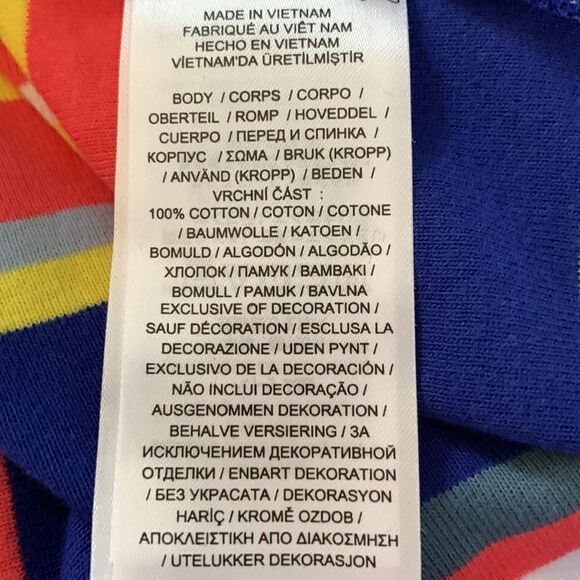 MADE IN VIETNAM
FABRIQUÉ AU VIÊT NAM
HECHO EN VIETNAM
VİETNAM'DA ÜRETİLMİŞTİR
BODY / CORPS / CORPO /
OBERTEIL / ROMP / HOVEDDEL /
CUERPO / ПЕРЕД И СПИНКА /
КОРПУС / ΣΩΜΑ / BRUK (KROPP)
/ ANVÄND (KROPP) / BEDEN /
VRCHNÍ ČÁST :
100% COTTON / COTON / COTONE
/ BAUMWOLLE / KATOEN /
BOMULD / ALGODÓN / ALGODÃO /
ХЛОПОК / ПАМУК / BAMBAKI /
BOMULL / PAMUK / BAVLNA
EXCLUSIVE OF DECORATION /
SAUF DÉCORATION / ESCLUSA LA
DECORAZIONE / UDEN PYNT /
EXCLUSIVO DE LA DECORACIÓN /
NÃO INCLUI DECORAÇÃO /
AUSGENOMMEN DEKORATION /
BEHALVE VERSIERING / ЗА
ИСКЛЮЧЕНИЕМ ДЕКОРАТИВНОЙ
ОТДЕЛКИ / ENBART DEKORATION
/ БЕЗ УКРАСАТА / DEKORASYON
HARİÇ / KROMĚ OZDOB /
ΑΠΟΚΛΕΙΣΤΙΚΗ ΑΠΟ ΔΙΑΚΟΣΜΗΣΗ
/ UTELUKKER DEKORASJON